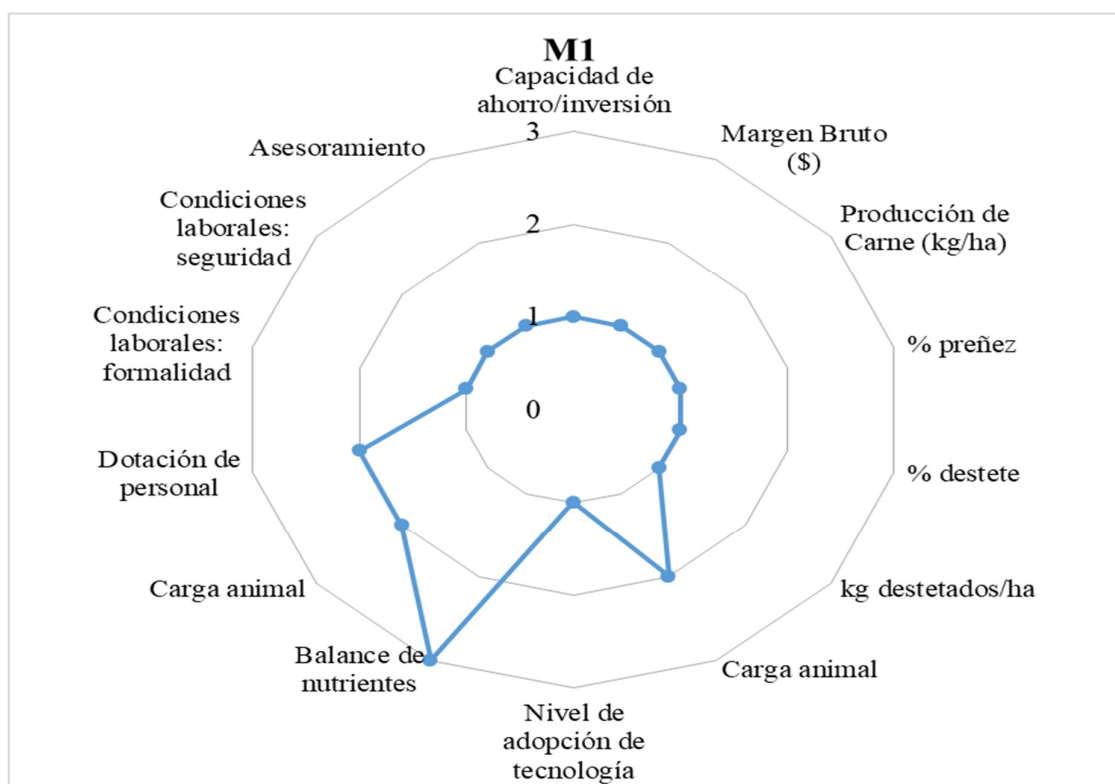 M1
Capacidad de
ahorro/inversión
Margen Bruto
($)
Producción de
Carne (kg/ha)
% preñez
% destete
kg destetados/ha
Carga animal
Nivel de
adopción de
tecnología
Balance de
nutrientes
Carga animal
Dotación de
personal
Condiciones
laborales:
formalidad
Condiciones
laborales:
seguridad
Asesoramiento
3
2
1
0